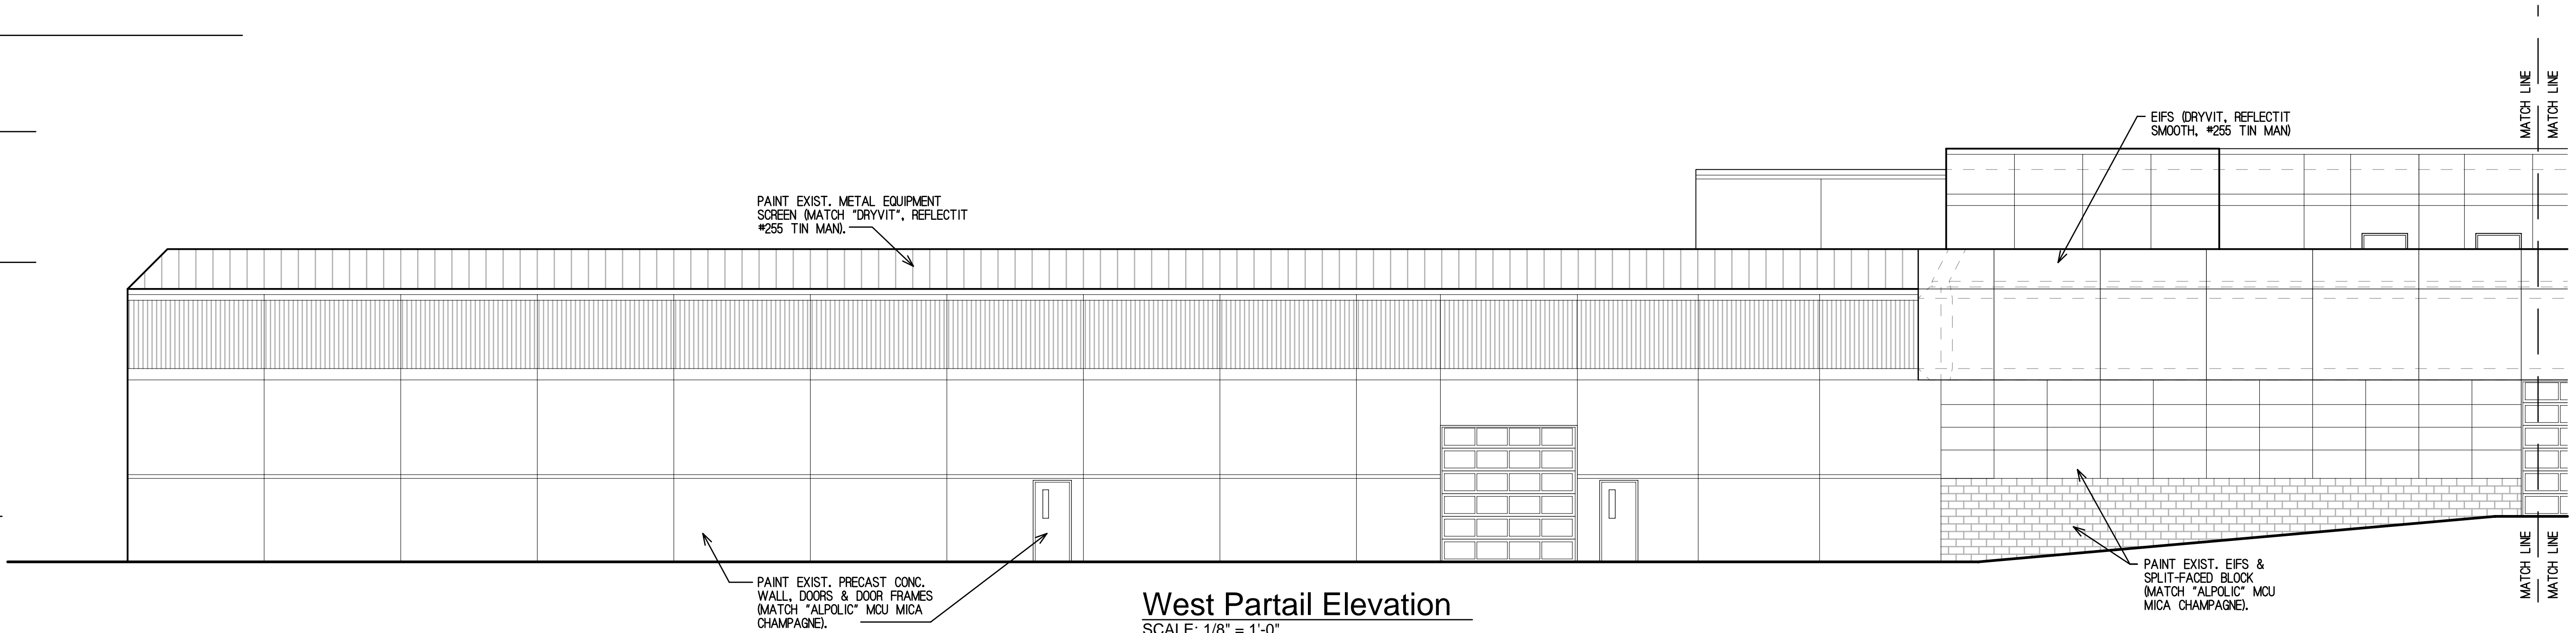 MATCH LINE
MATCH LINE
EIFS (DRYVIT, REFLECTIT
SMOOTH, #255 TIN MAN)
PAINT EXIST. METAL EQUIPMENT
SCREEN (MATCH "DRYVIT", REFLECTIT
#255 TIN MAN).
PAINT EXIST. PRECAST CONC.
WALL, DOORS & DOOR FRAMES
(MATCH "ALPOLIC" MCU MICA
CHAMPAGNE).
West Partail Elevation
SCALE: 1/8" = 1'-0"
PAINT EXIST. EIFS &
SPLIT-FACED BLOCK
(MATCH "ALPOLIC" MCU
MICA CHAMPAGNE).
MATCH LINE
MATCH LINE